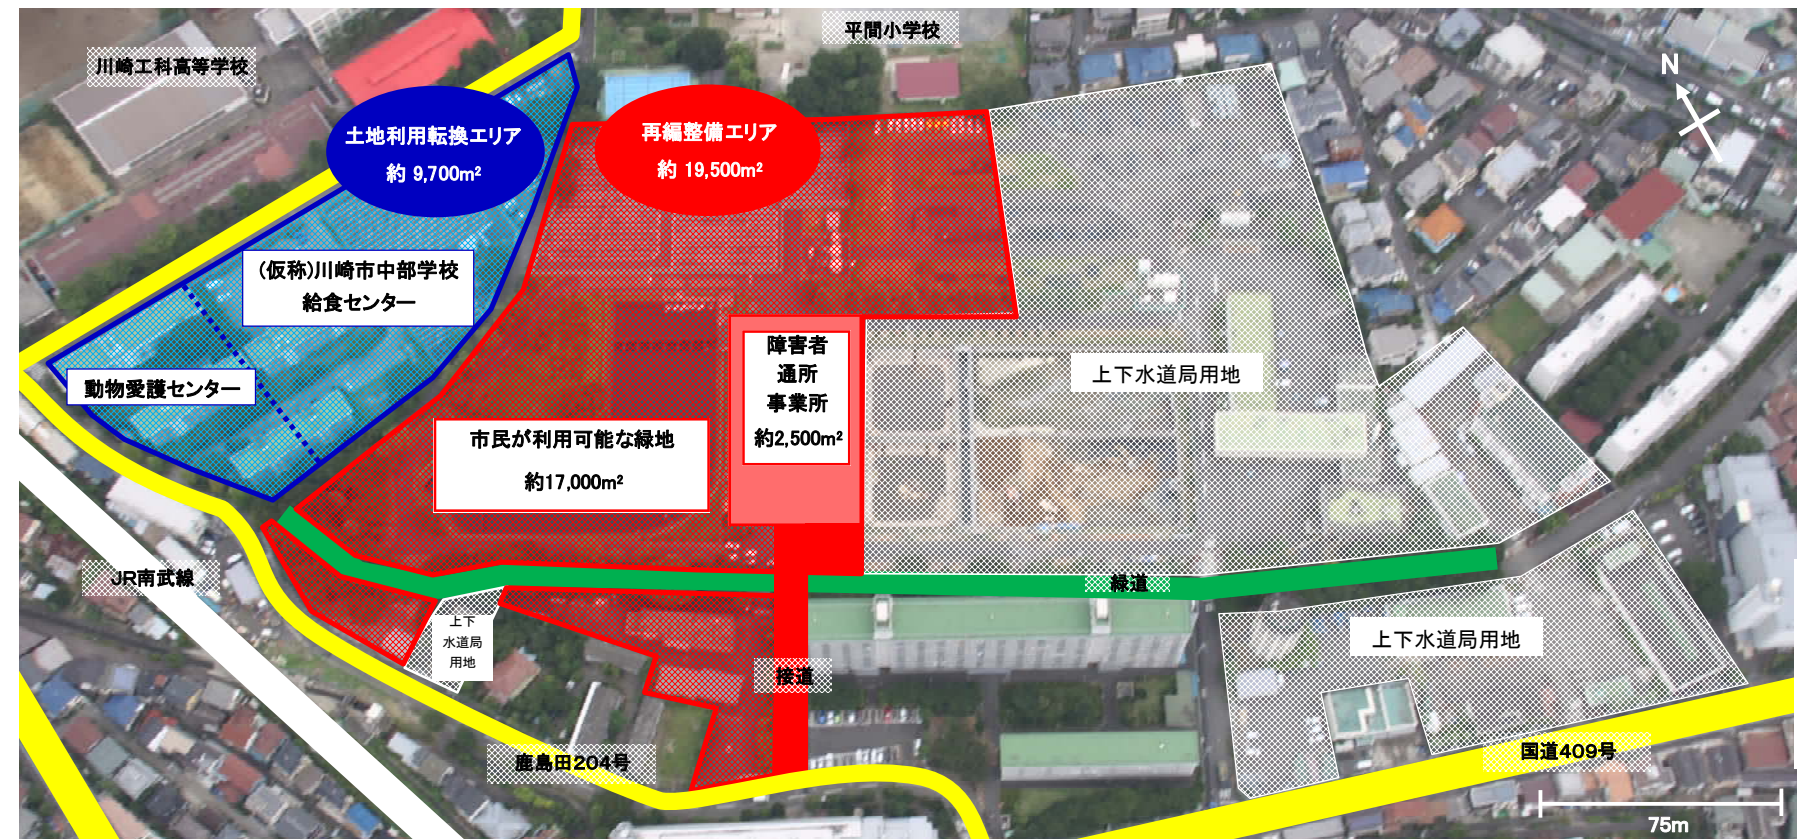 平間小学校
川崎工科高等学校
N
土地利用転換エリア
約 9,700m²
再編整備エリア
約 19,500m²
(仮称)川崎市中部学校
給食センター
動物愛護センター
障害者
通所
事業所
約2,500m²
上下水道局用地
市民が利用可能な緑地
約17,000m²
JR南武線
緑道
上下
水道局
用地
上下水道局用地
接道
鹿島田204号
国道409号
75m